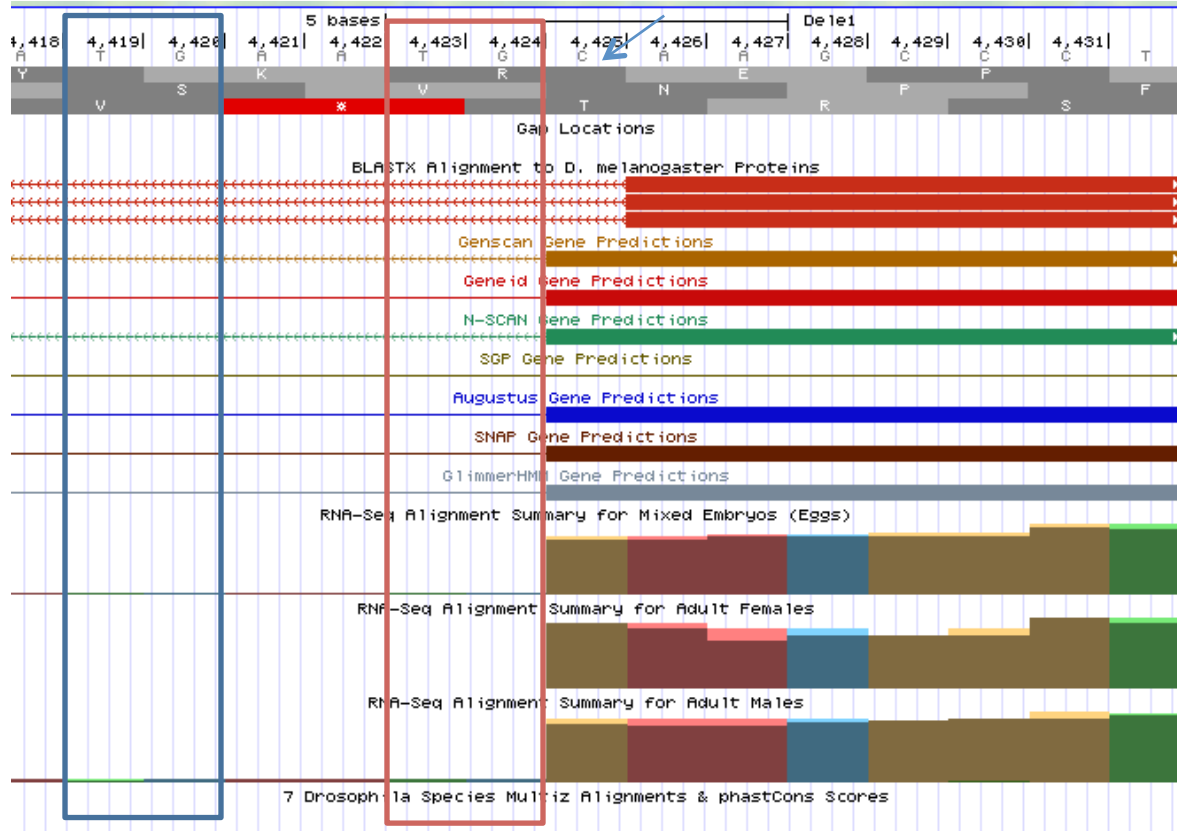 5 bases Dele1
4,418| 4,419| 4,420| 4,421| 4,422| 4,423| 4,424| 4,425| 4,426| 4,427| 4,428| 4,429| 4,430| 4,431|
A T G A A T G C A A G C C C T
Y K R E P
S V N P F
V * T R S
Gap Locations
BLASTX Alignment to D. melanogaster Proteins
Genscan Gene Predictions
Geneid Gene Predictions
N-SCAN Gene Predictions
SGP Gene Predictions
Augustus Gene Predictions
SNAP Gene Predictions
GlimmerHMM Gene Predictions
RNA-Seq Alignment Summary for Mixed Embryos (Eggs)
RNA-Seq Alignment Summary for Adult Females
RNA-Seq Alignment Summary for Adult Males
7 Drosophila Species Multiz Alignments & phastCons Scores